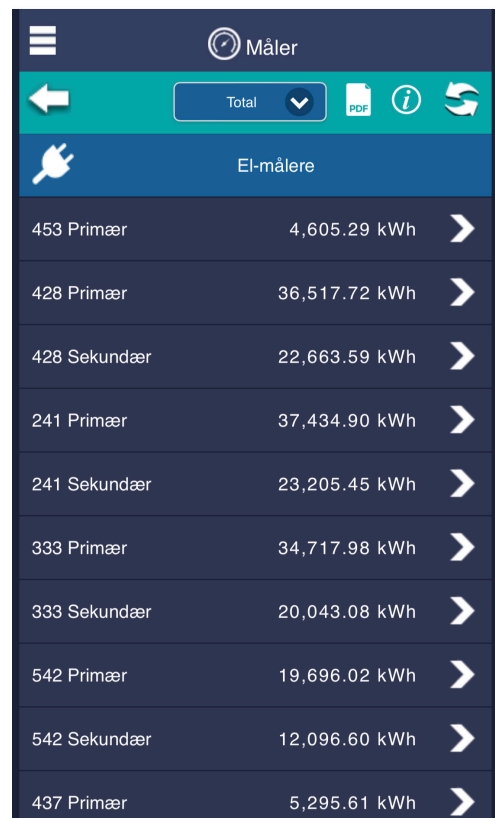 Måler
Total
PDF
i
El-målere
453 Primær 4,605.29 kWh
428 Primær 36,517.72 kWh
428 Sekundær 22,663.59 kWh
241 Primær 37,434.90 kWh
241 Sekundær 23,205.45 kWh
333 Primær 34,717.98 kWh
333 Sekundær 20,043.08 kWh
542 Primær 19,696.02 kWh
542 Sekundær 12,096.60 kWh
437 Primær 5,295.61 kWh